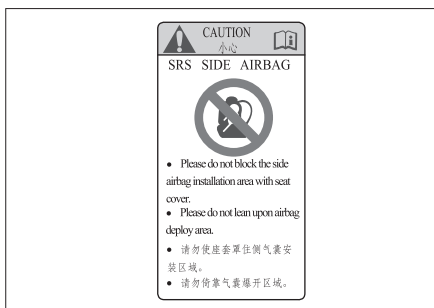 CAUTION
小心
SRS SIDE AIRBAG
• Please do not block the side
airbag installation area with seat
cover.
• Please do not lean upon airbag
deploy area.
• 请勿使座套罩住侧气囊安
装区域。
• 请勿倚靠气囊爆开区域。